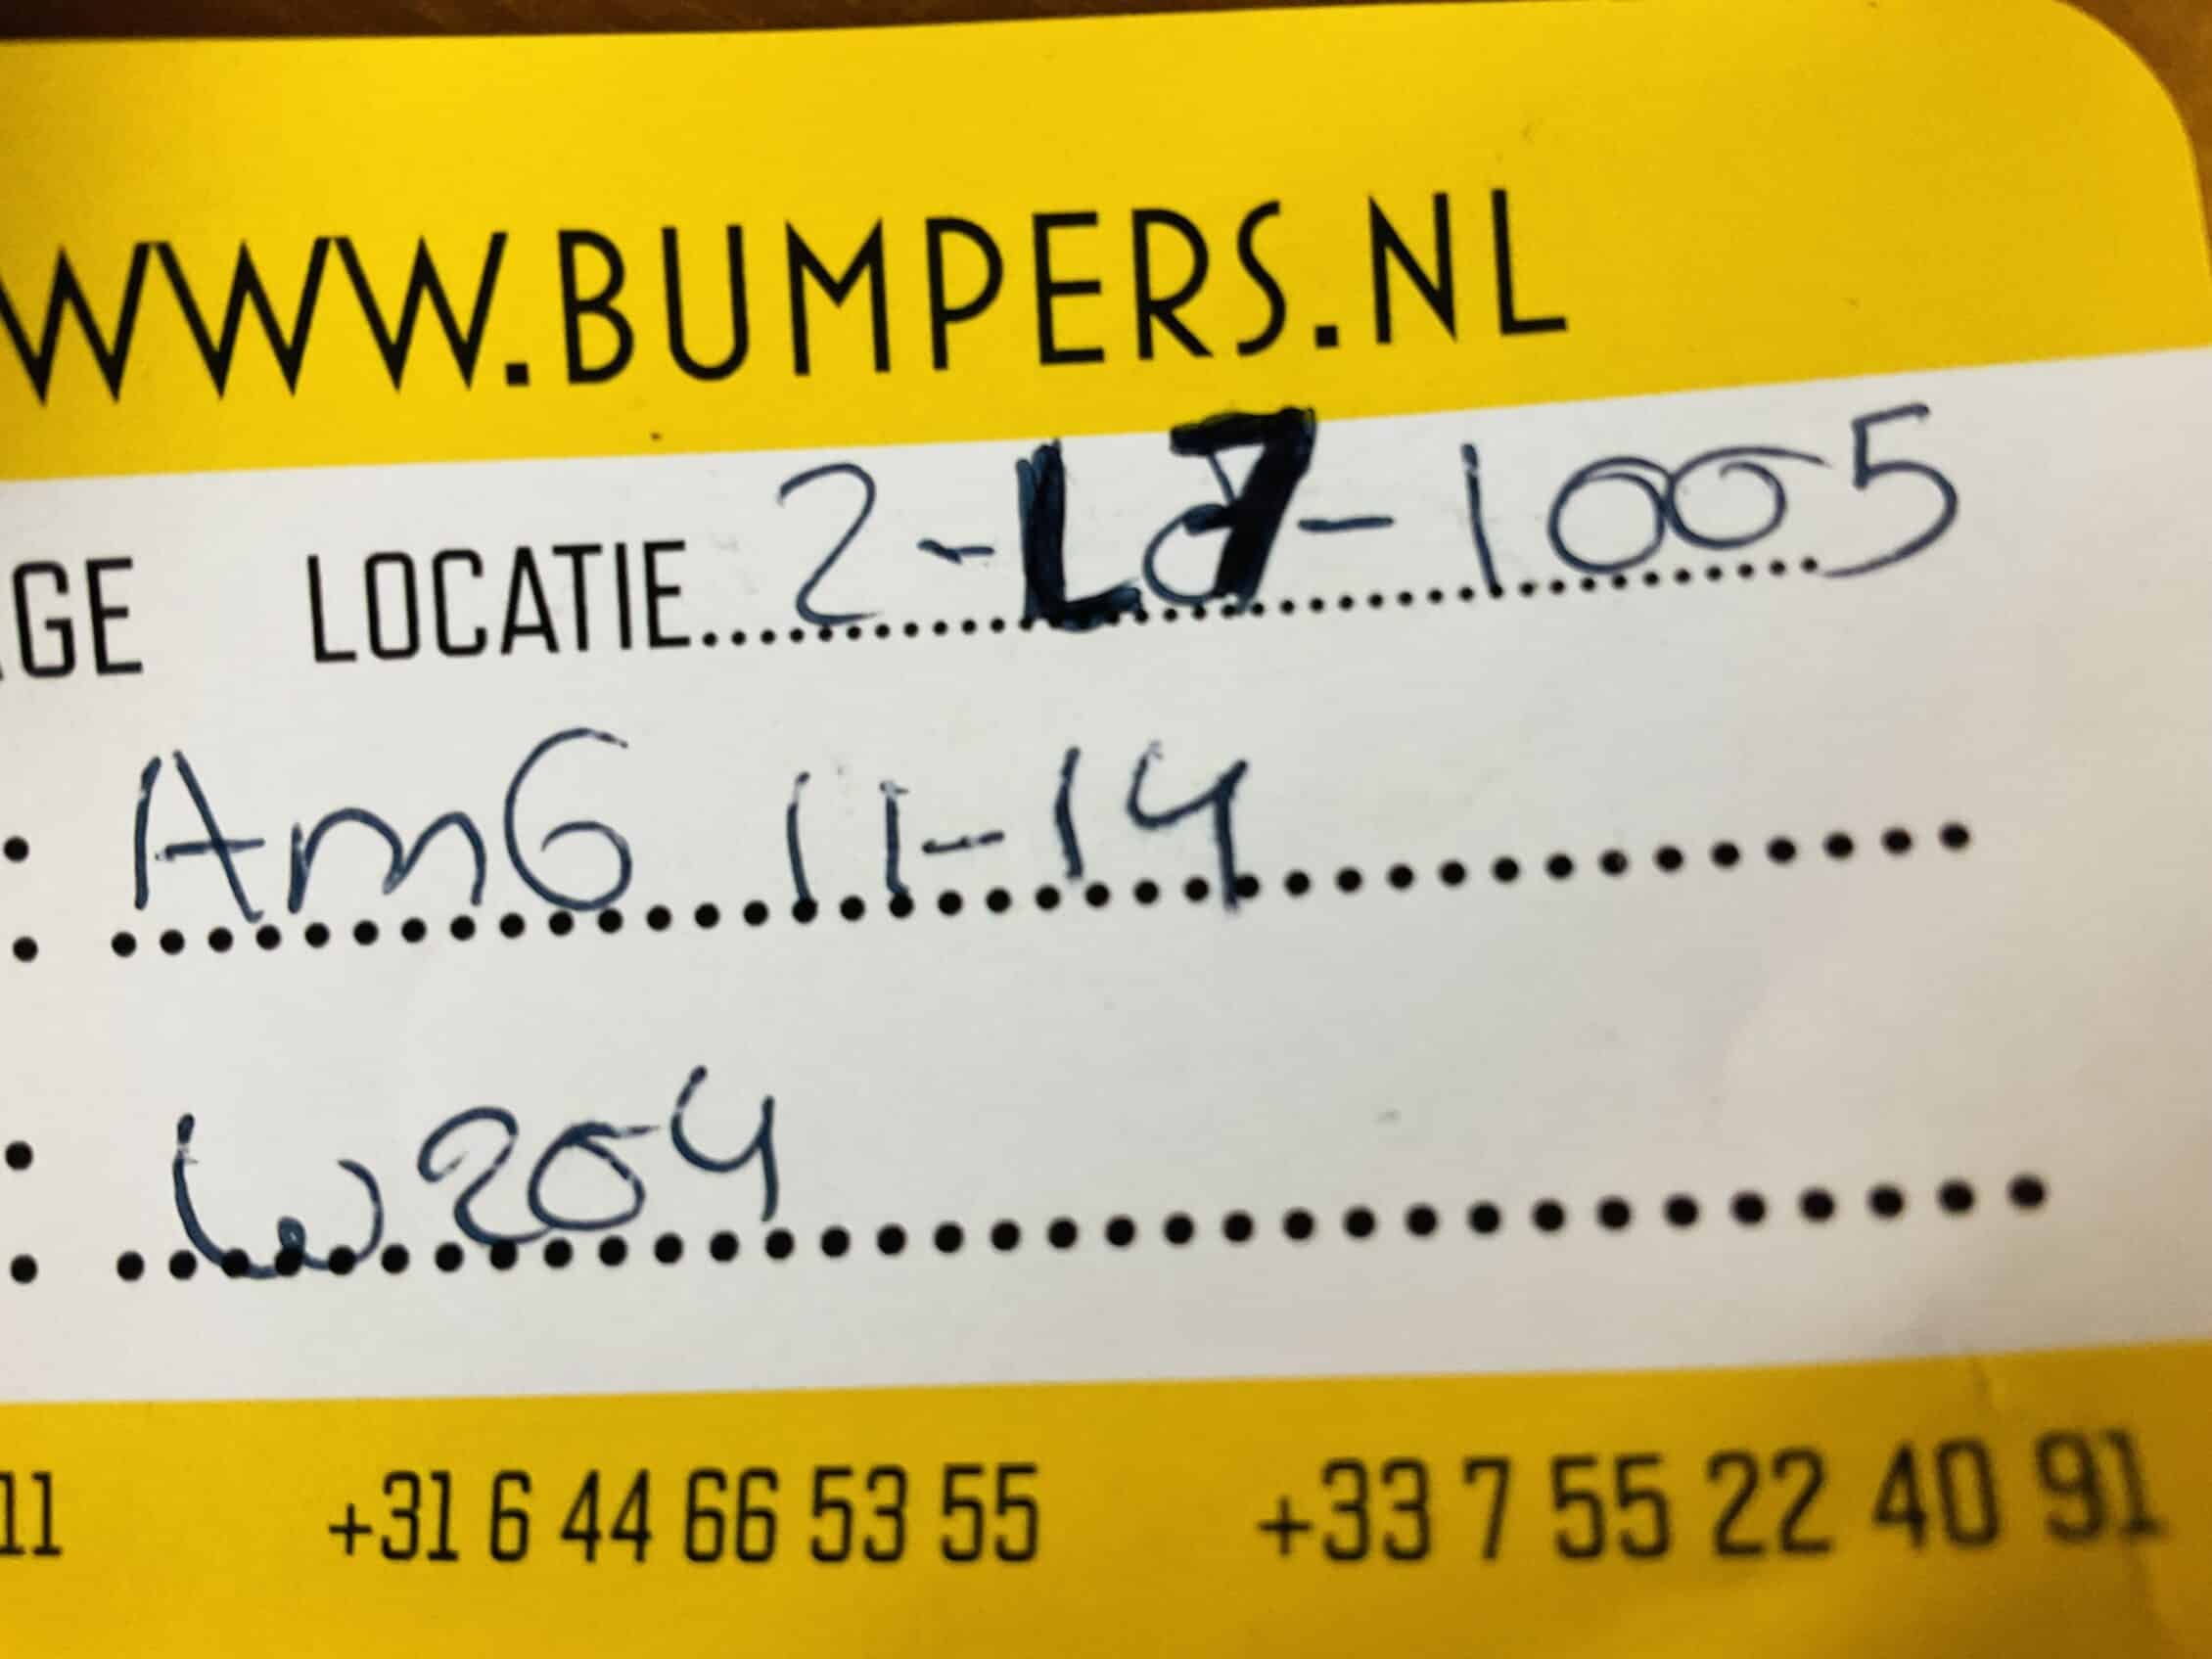 WWW.BUMPERS.NL
GE LOCATIE 2-L7-1005
: AMG 11-14
: W204
11 +31 6 44 66 53 55 +33 7 55 22 40 91